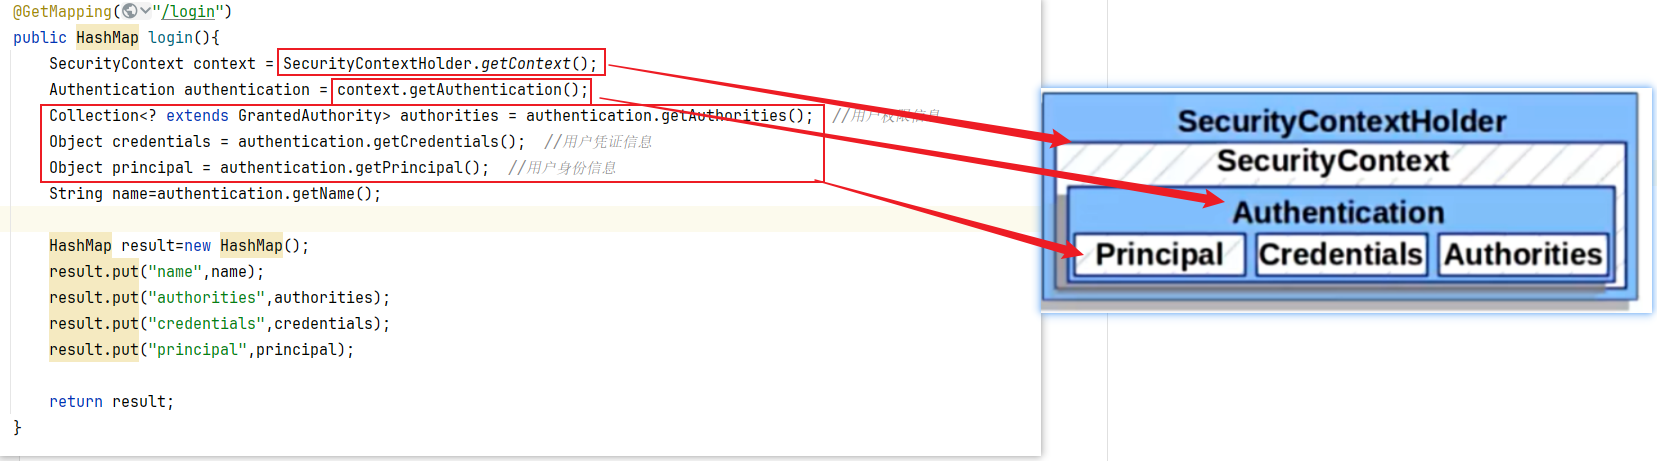 @GetMapping("/login")
public HashMap login(){
SecurityContext context = SecurityContextHolder.getContext();
Authentication authentication = context.getAuthentication();
Collection<? extends GrantedAuthority> authorities = authentication.getAuthorities(); //用户权限信息
Object credentials = authentication.getCredentials(); //用户凭证信息
Object principal = authentication.getPrincipal(); //用户身份信息
String name=authentication.getName();
HashMap result=new HashMap();
result.put("name",name);
result.put("authorities",authorities);
result.put("credentials",credentials);
result.put("principal",principal);
return result;
}
SecurityContextHolder
SecurityContext
Authentication
Principal Credentials Authorities